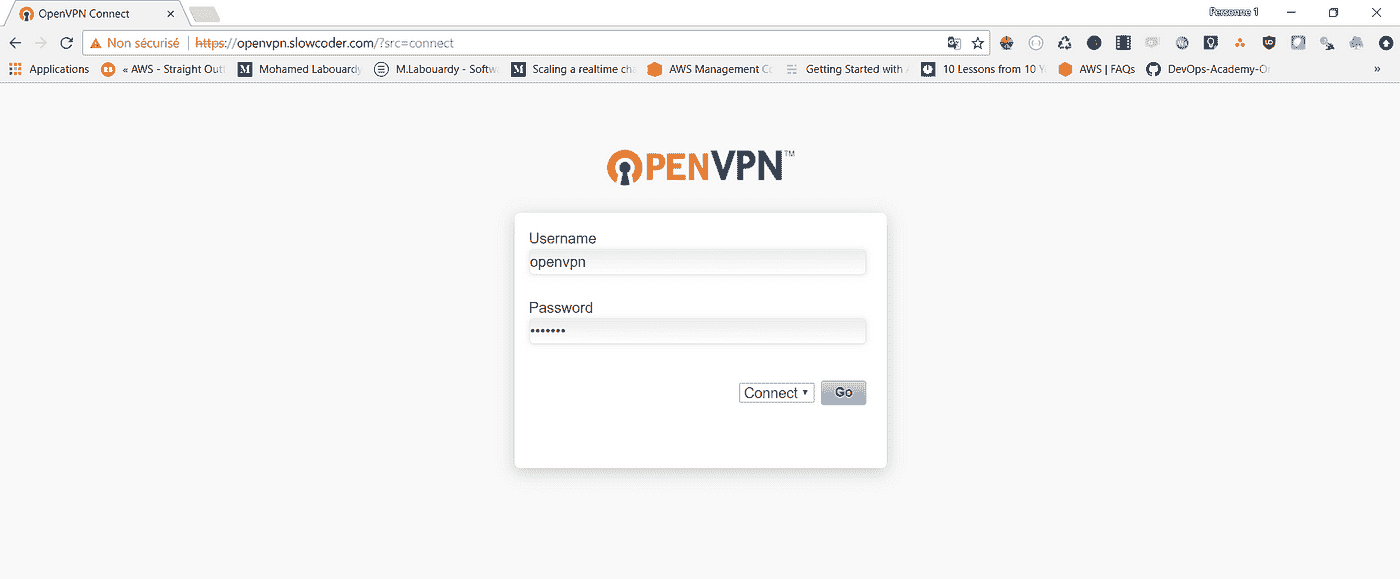 OpenVPN Connect
Personne 1
Non sécurisé | https://openvpn.slowcoder.com/?src=connect
Applications « AWS - Straight Outt Mohamed Labouardy M.Labouardy - Softw Scaling a realtime cha AWS Management Co Getting Started with 10 Lessons from 10 Y AWS | FAQs DevOps-Academy-O »
OPENVPN™
Username
openvpn
Password
•••••••
Connect ▾ Go